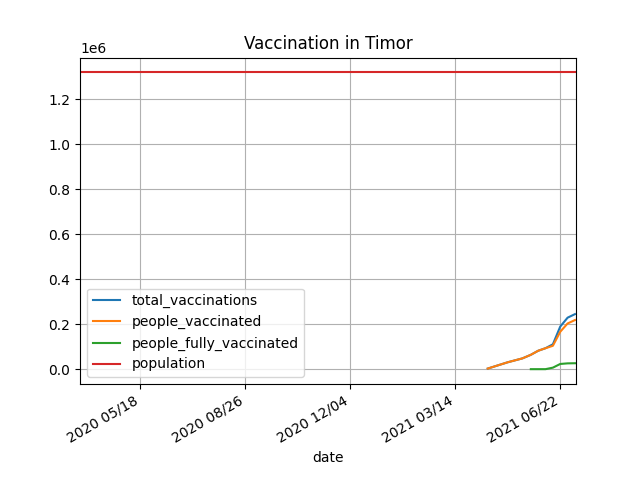 Vaccination in Timor
1e6
1.2
1.0
0.8
0.6
0.4
0.2
0.0
total_vaccinations
people_vaccinated
people_fully_vaccinated
population
2020 05/18
2020 08/26
2020 12/04
2021 03/14
2021 06/22
date